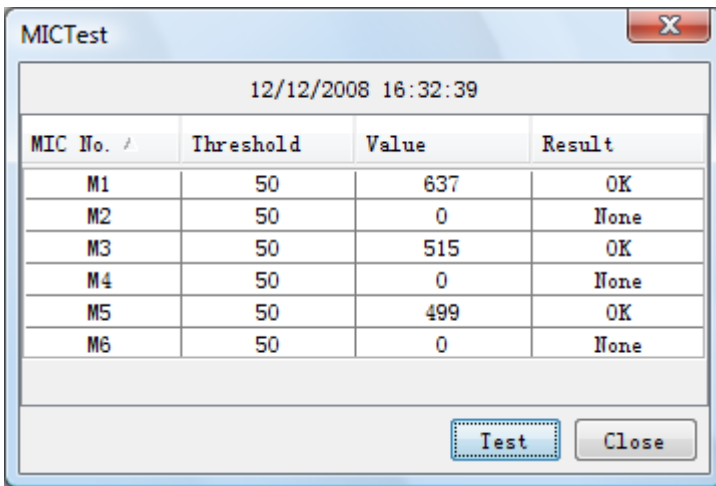 MICTest
12/12/2008 16:32:39
MIC No. Threshold Value Result
M1 50 637 OK
M2 50 0 None
M3 50 515 OK
M4 50 0 None
M5 50 499 OK
M6 50 0 None
Test Close